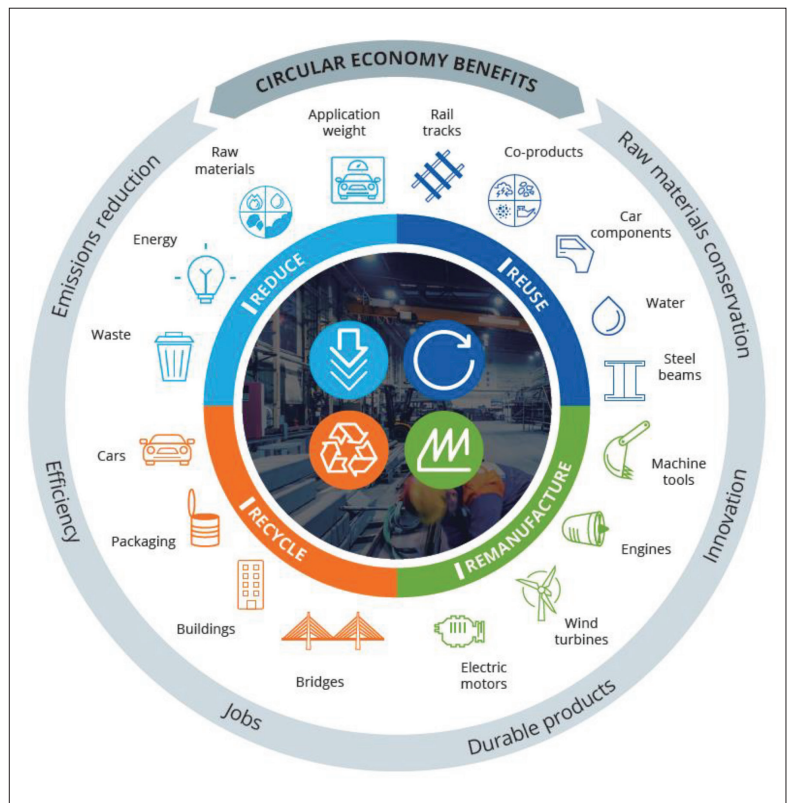 CIRCULAR ECONOMY BENEFITS
Emissions reduction
Raw materials conservation
Efficiency
Innovation
Jobs
Durable products
REDUCE
Application
weight
Raw
materials
Energy
Waste
REUSE
Rail
tracks
Co-products
Car
components
Water
Steel
beams
RECYCLE
Cars
Packaging
Buildings
Bridges
REMANUFACTURE
Machine
tools
Engines
Wind
turbines
Electric
motors